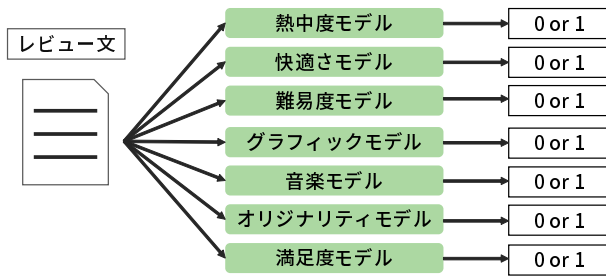 レビュー文
熱中度モデル
0 or 1
快適さモデル
0 or 1
難易度モデル
0 or 1
グラフィックモデル
0 or 1
音楽モデル
0 or 1
オリジナリティモデル
0 or 1
満足度モデル
0 or 1